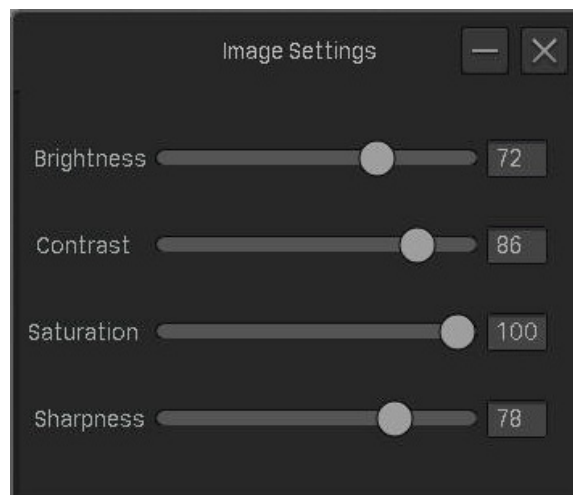 Image Settings
Brightness 72
Contrast 86
Saturation 100
Sharpness 78